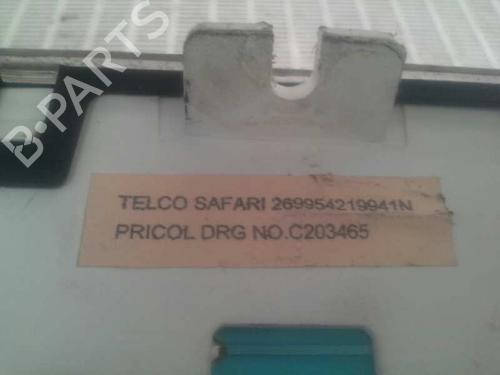 B-PARTS
TELCO SAFARI 269954219941N
PRICOL DRG NO.C203465